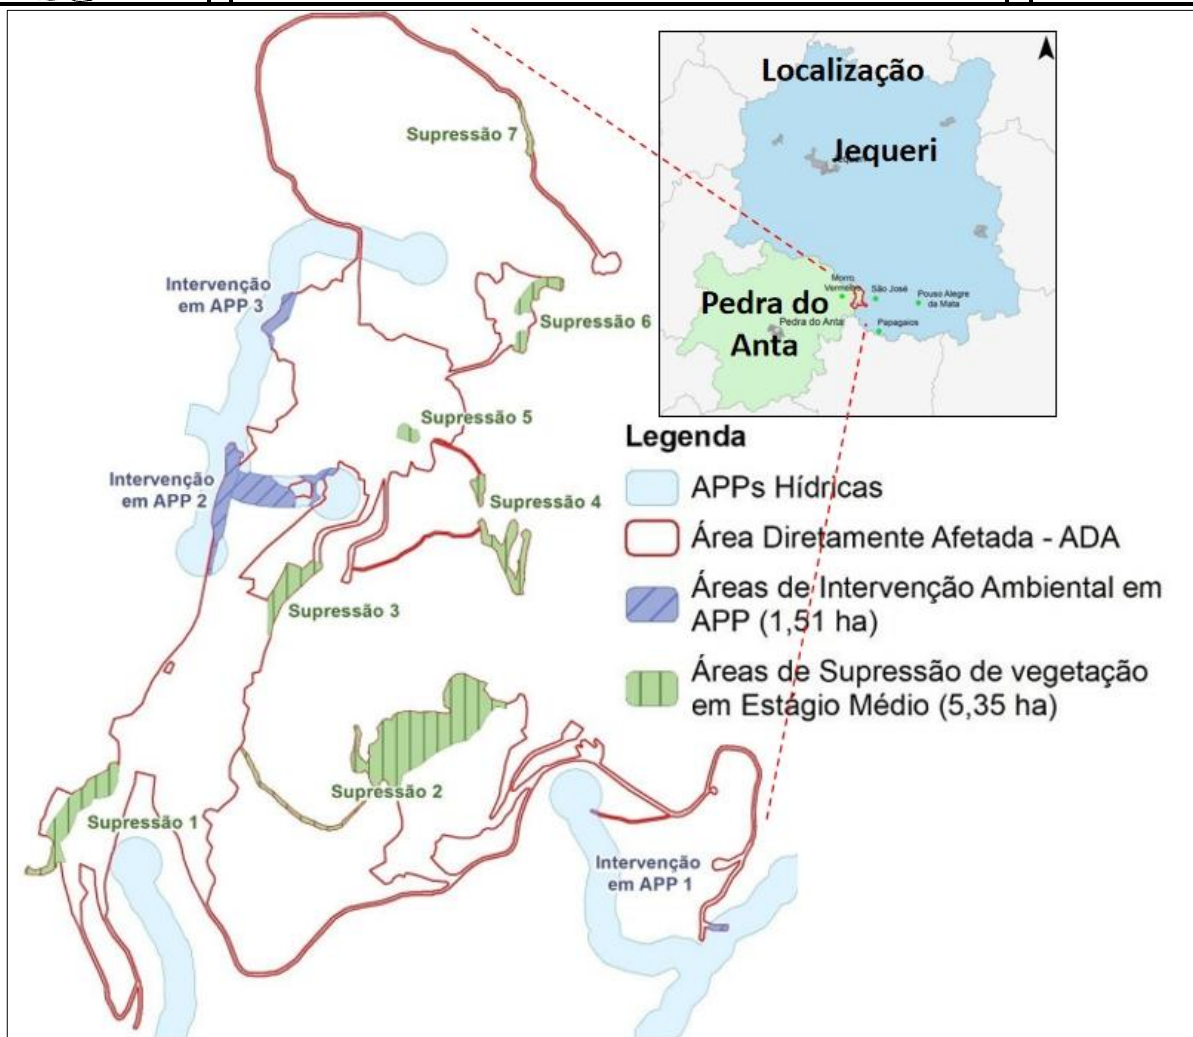 Localização
Jequeri
Supressão 7
Intervenção
em APP 3
Morro
Vermelho
São José
Pouso Alegre
da Mata
Pedra do
Anta
Pedra do Anta
Papagaios
Supressão 6
Supressão 5
Legenda
Intervenção
em APP 2
APPs Hídricas
Supressão 4
Área Diretamente Afetada - ADA
Supressão 3
Áreas de Intervenção Ambiental em
APP (1,51 ha)
Áreas de Supressão de vegetação
em Estágio Médio (5,35 ha)
Supressão 2
Supressão 1
Intervenção
em APP 1